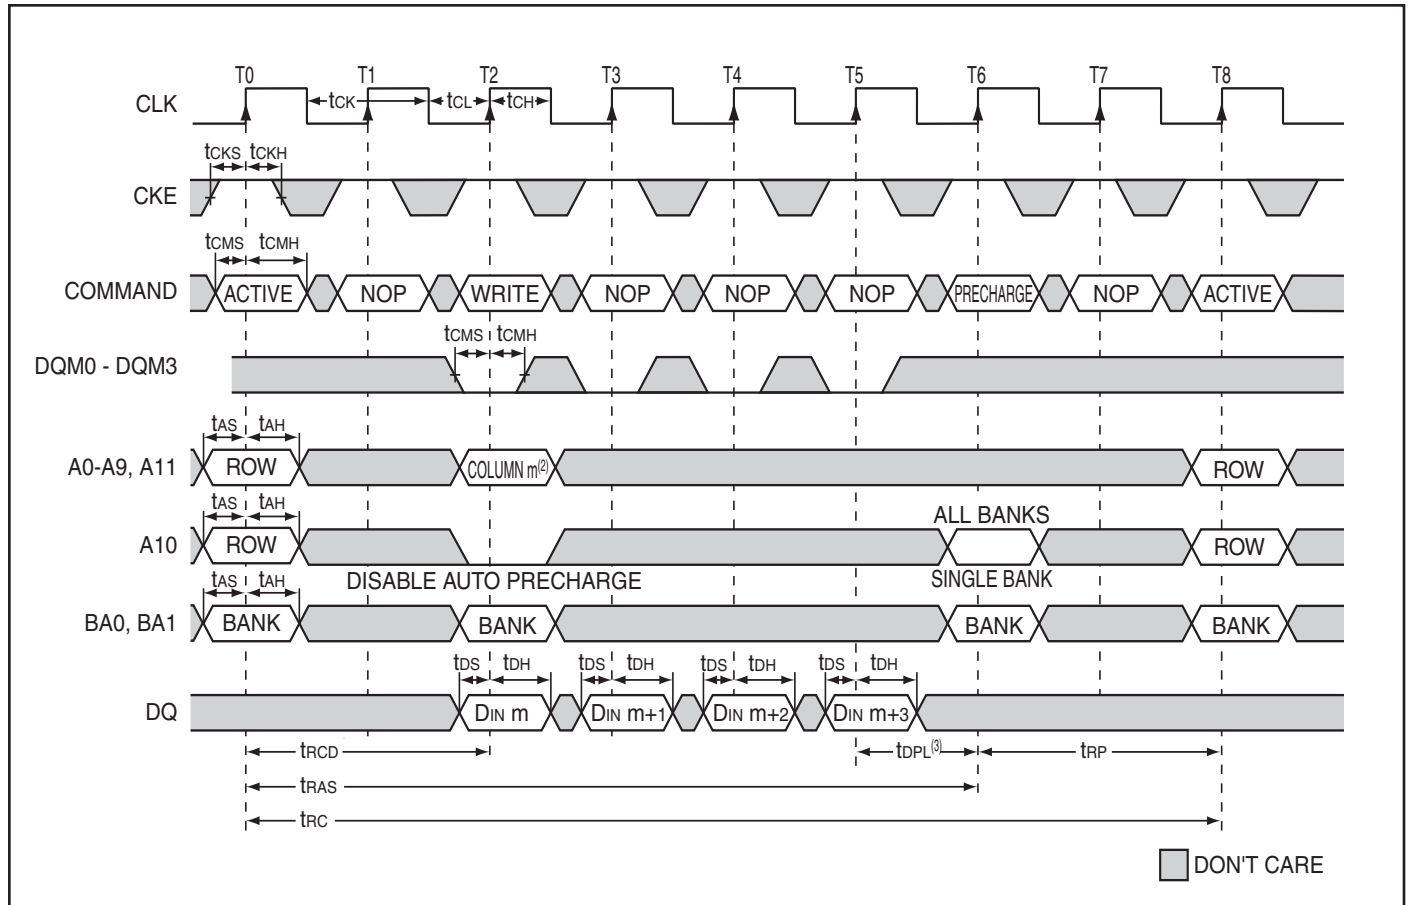 T0 T1 T2 T3 T4 T5 T6 T7 T8
CLK tCK tCL tCH
tCKS tCKH
CKE
tCMS tCMH
COMMAND ACTIVE NOP WRITE NOP NOP NOP PRECHARGE NOP ACTIVE
tCMS tCMH
DQM0 - DQM3
tAS tAH
A0-A9, A11 ROW COLUMN m(2) ROW
tAS tAH
ALL BANKS
A10 ROW ROW
DISABLE AUTO PRECHARGE SINGLE BANK
tAS tAH
BA0, BA1 BANK BANK BANK BANK
tDS tDH tDS tDH tDS tDH tDS tDH
DQ DIN m DIN m+1 DIN m+2 DIN m+3
tRCD tDPL(3) tRP
tRAS
tRC
DON'T CARE